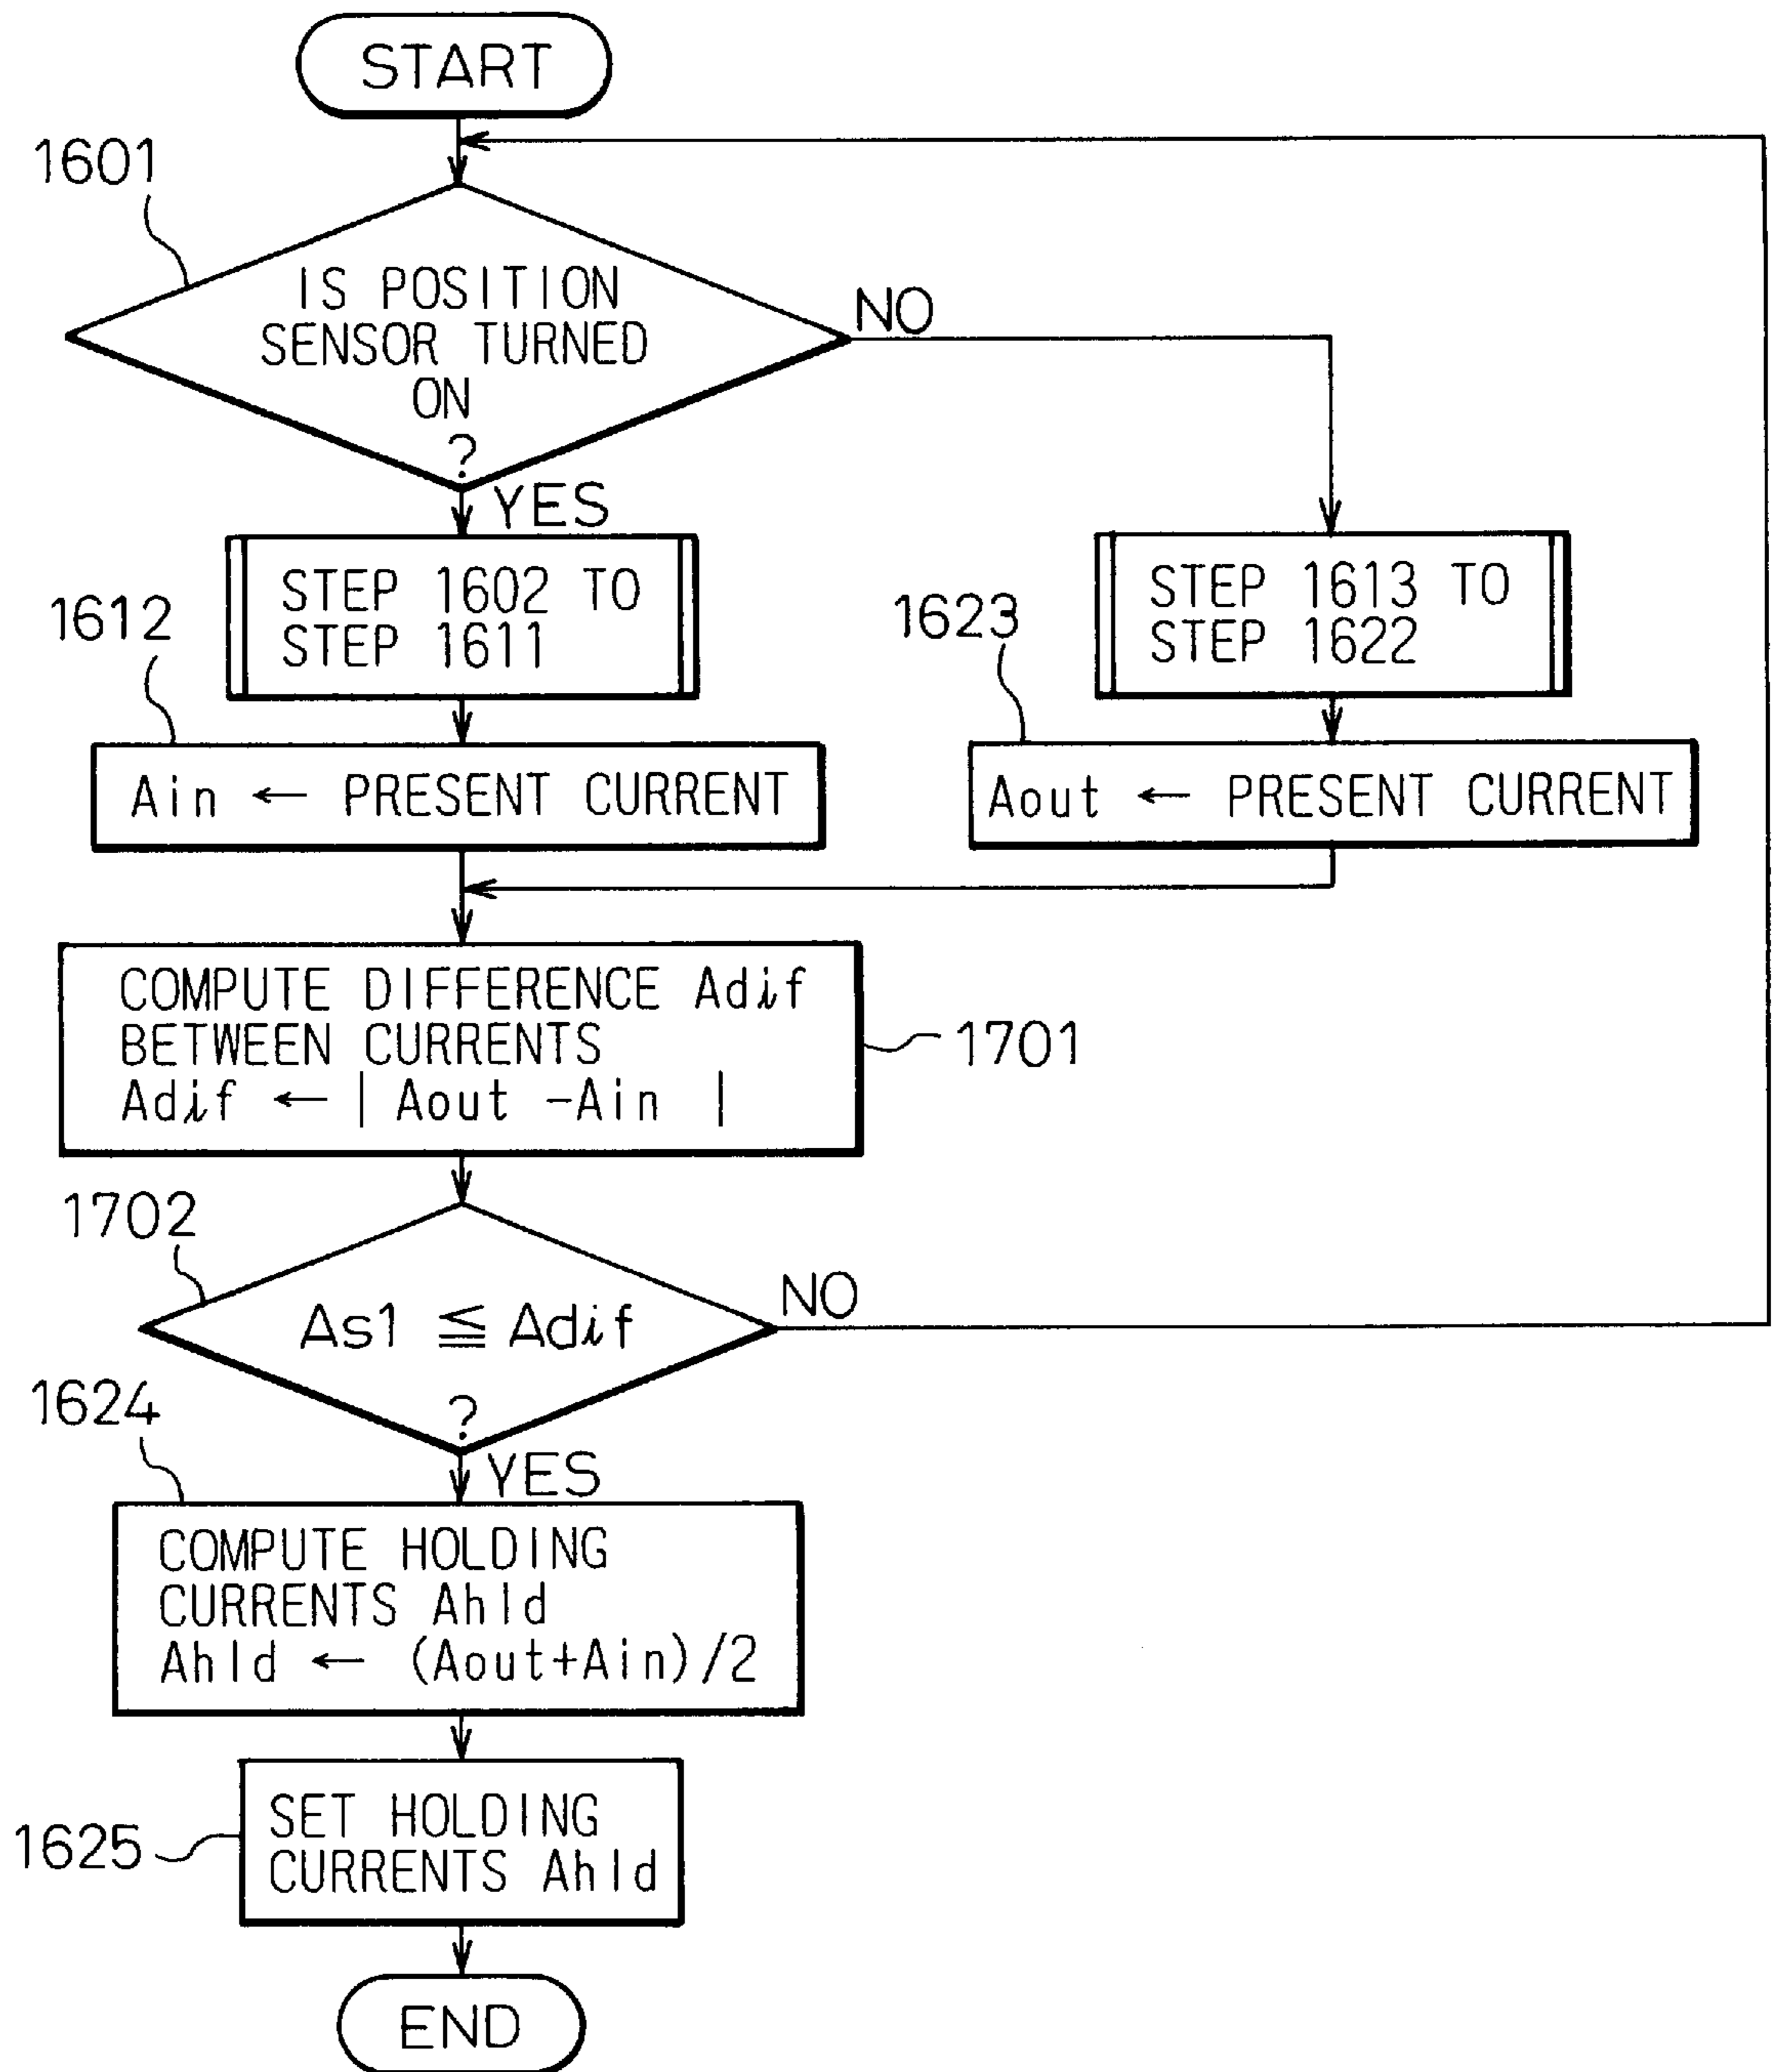 START
1601
IS POSITION
SENSOR TURNED
ON
?
NO
YES
STEP 1602 TO
STEP 1611
STEP 1613 TO
STEP 1622
1612
1623
Ain ← PRESENT CURRENT
Aout ← PRESENT CURRENT
COMPUTE DIFFERENCE Adif
BETWEEN CURRENTS
Adif ← | Aout -Ain |
1701
1702
As1 ≦ Adif
?
NO
YES
1624
COMPUTE HOLDING
CURRENTS Ahld
Ahld ← (Aout+Ain)/2
1625
SET HOLDING
CURRENTS Ahld
END